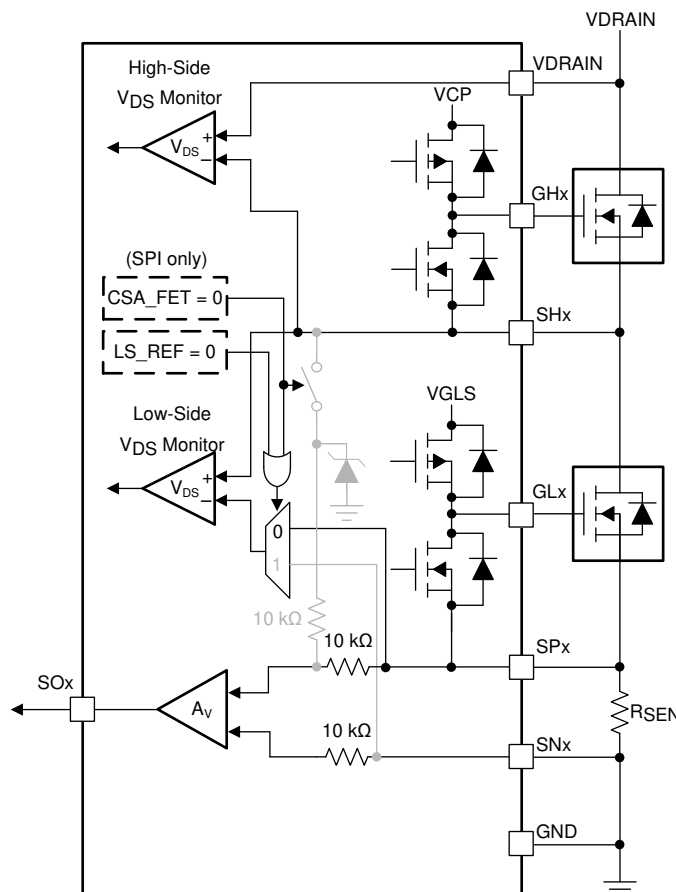 VDRAIN
VDRAIN
High-Side
VDS Monitor
VCP
+
VDS
−
GHx
(SPI only)
CSA_FET = 0
SHx
LS_REF = 0
VGLS
Low-Side
VDS Monitor
+
VDS
−
GLx
0
1
10 kΩ
10 kΩ
SPx
SOx
AV
RSEN
10 kΩ
SNx
GND